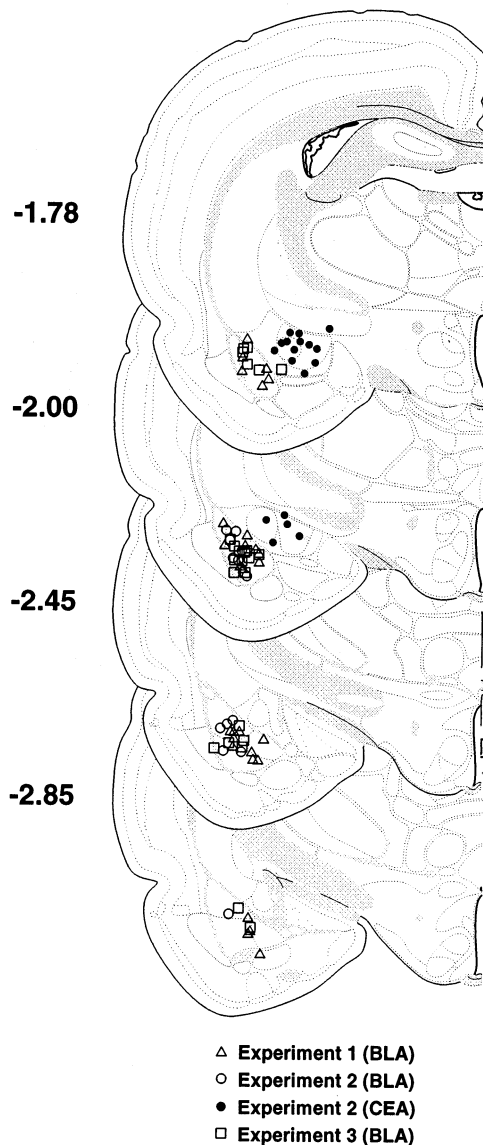 -1.78
-2.00
-2.45
-2.85
Experiment 1 (BLA)
Experiment 2 (BLA)
Experiment 2 (CEA)
Experiment 3 (BLA)